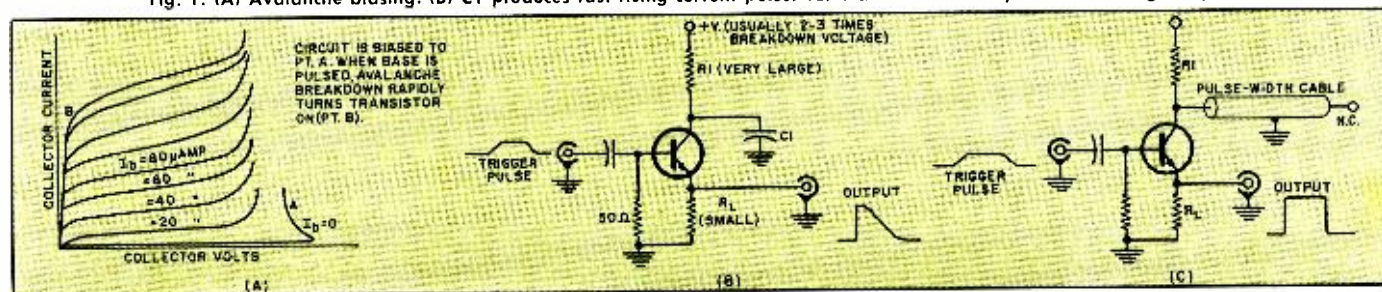 COLLECTOR CURRENT
B
CIRCUIT IS BIASED TO
PT. A. WHEN BASE IS
PULSED, AVALANCHE
BREAKDOWN RAPIDLY
TURNS TRANSISTOR
ON (PT. B).
Ib=80μAMP
=60 "
=40 "
=20 "
A
Ib=0
COLLECTOR VOLTS
(A)
+V. (USUALLY 2-3 TIMES
BREAKDOWN VOLTAGE)
R1 (VERY LARGE)
C1
TRIGGER
PULSE
50Ω
RL
(SMALL)
OUTPUT
(B)
R1
PULSE-WIDTH CABLE
N.C.
TRIGGER
PULSE
RL
OUTPUT
(C)